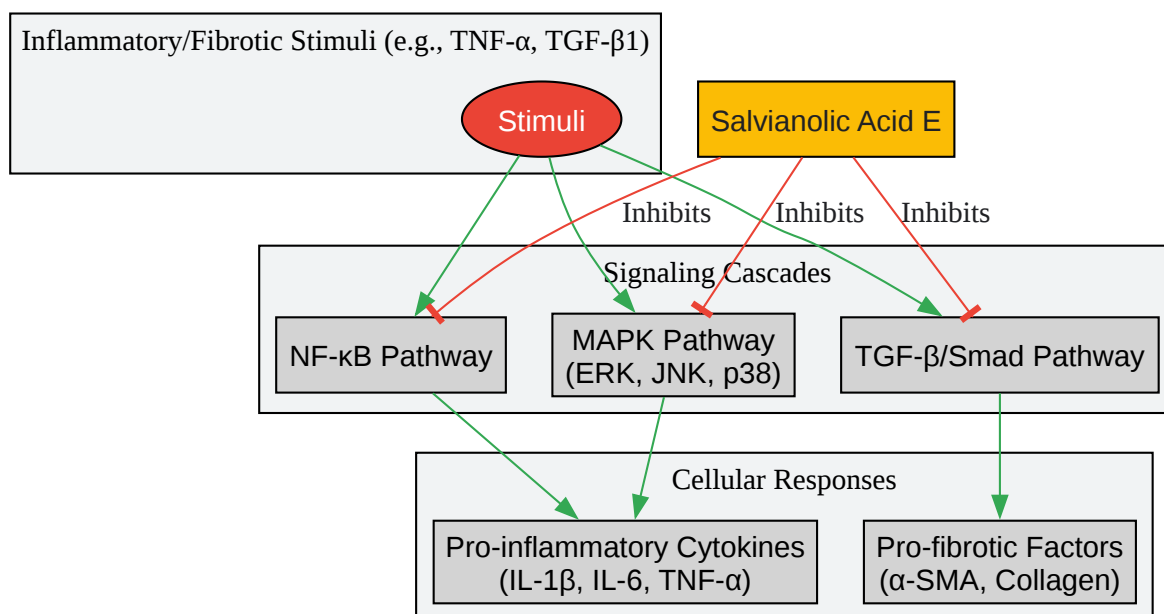 Inflammatory/Fibrotic Stimuli (e.g., TNF-α, TGF-β1)
Stimuli
Salvianolic Acid E
Inhibits
Inhibits
Inhibits
Signaling Cascades
NF-κB Pathway
MAPK Pathway
(ERK, JNK, p38)
TGF-β/Smad Pathway
Cellular Responses
Pro-inflammatory Cytokines
(IL-1β, IL-6, TNF-α)
Pro-fibrotic Factors
(α-SMA, Collagen)